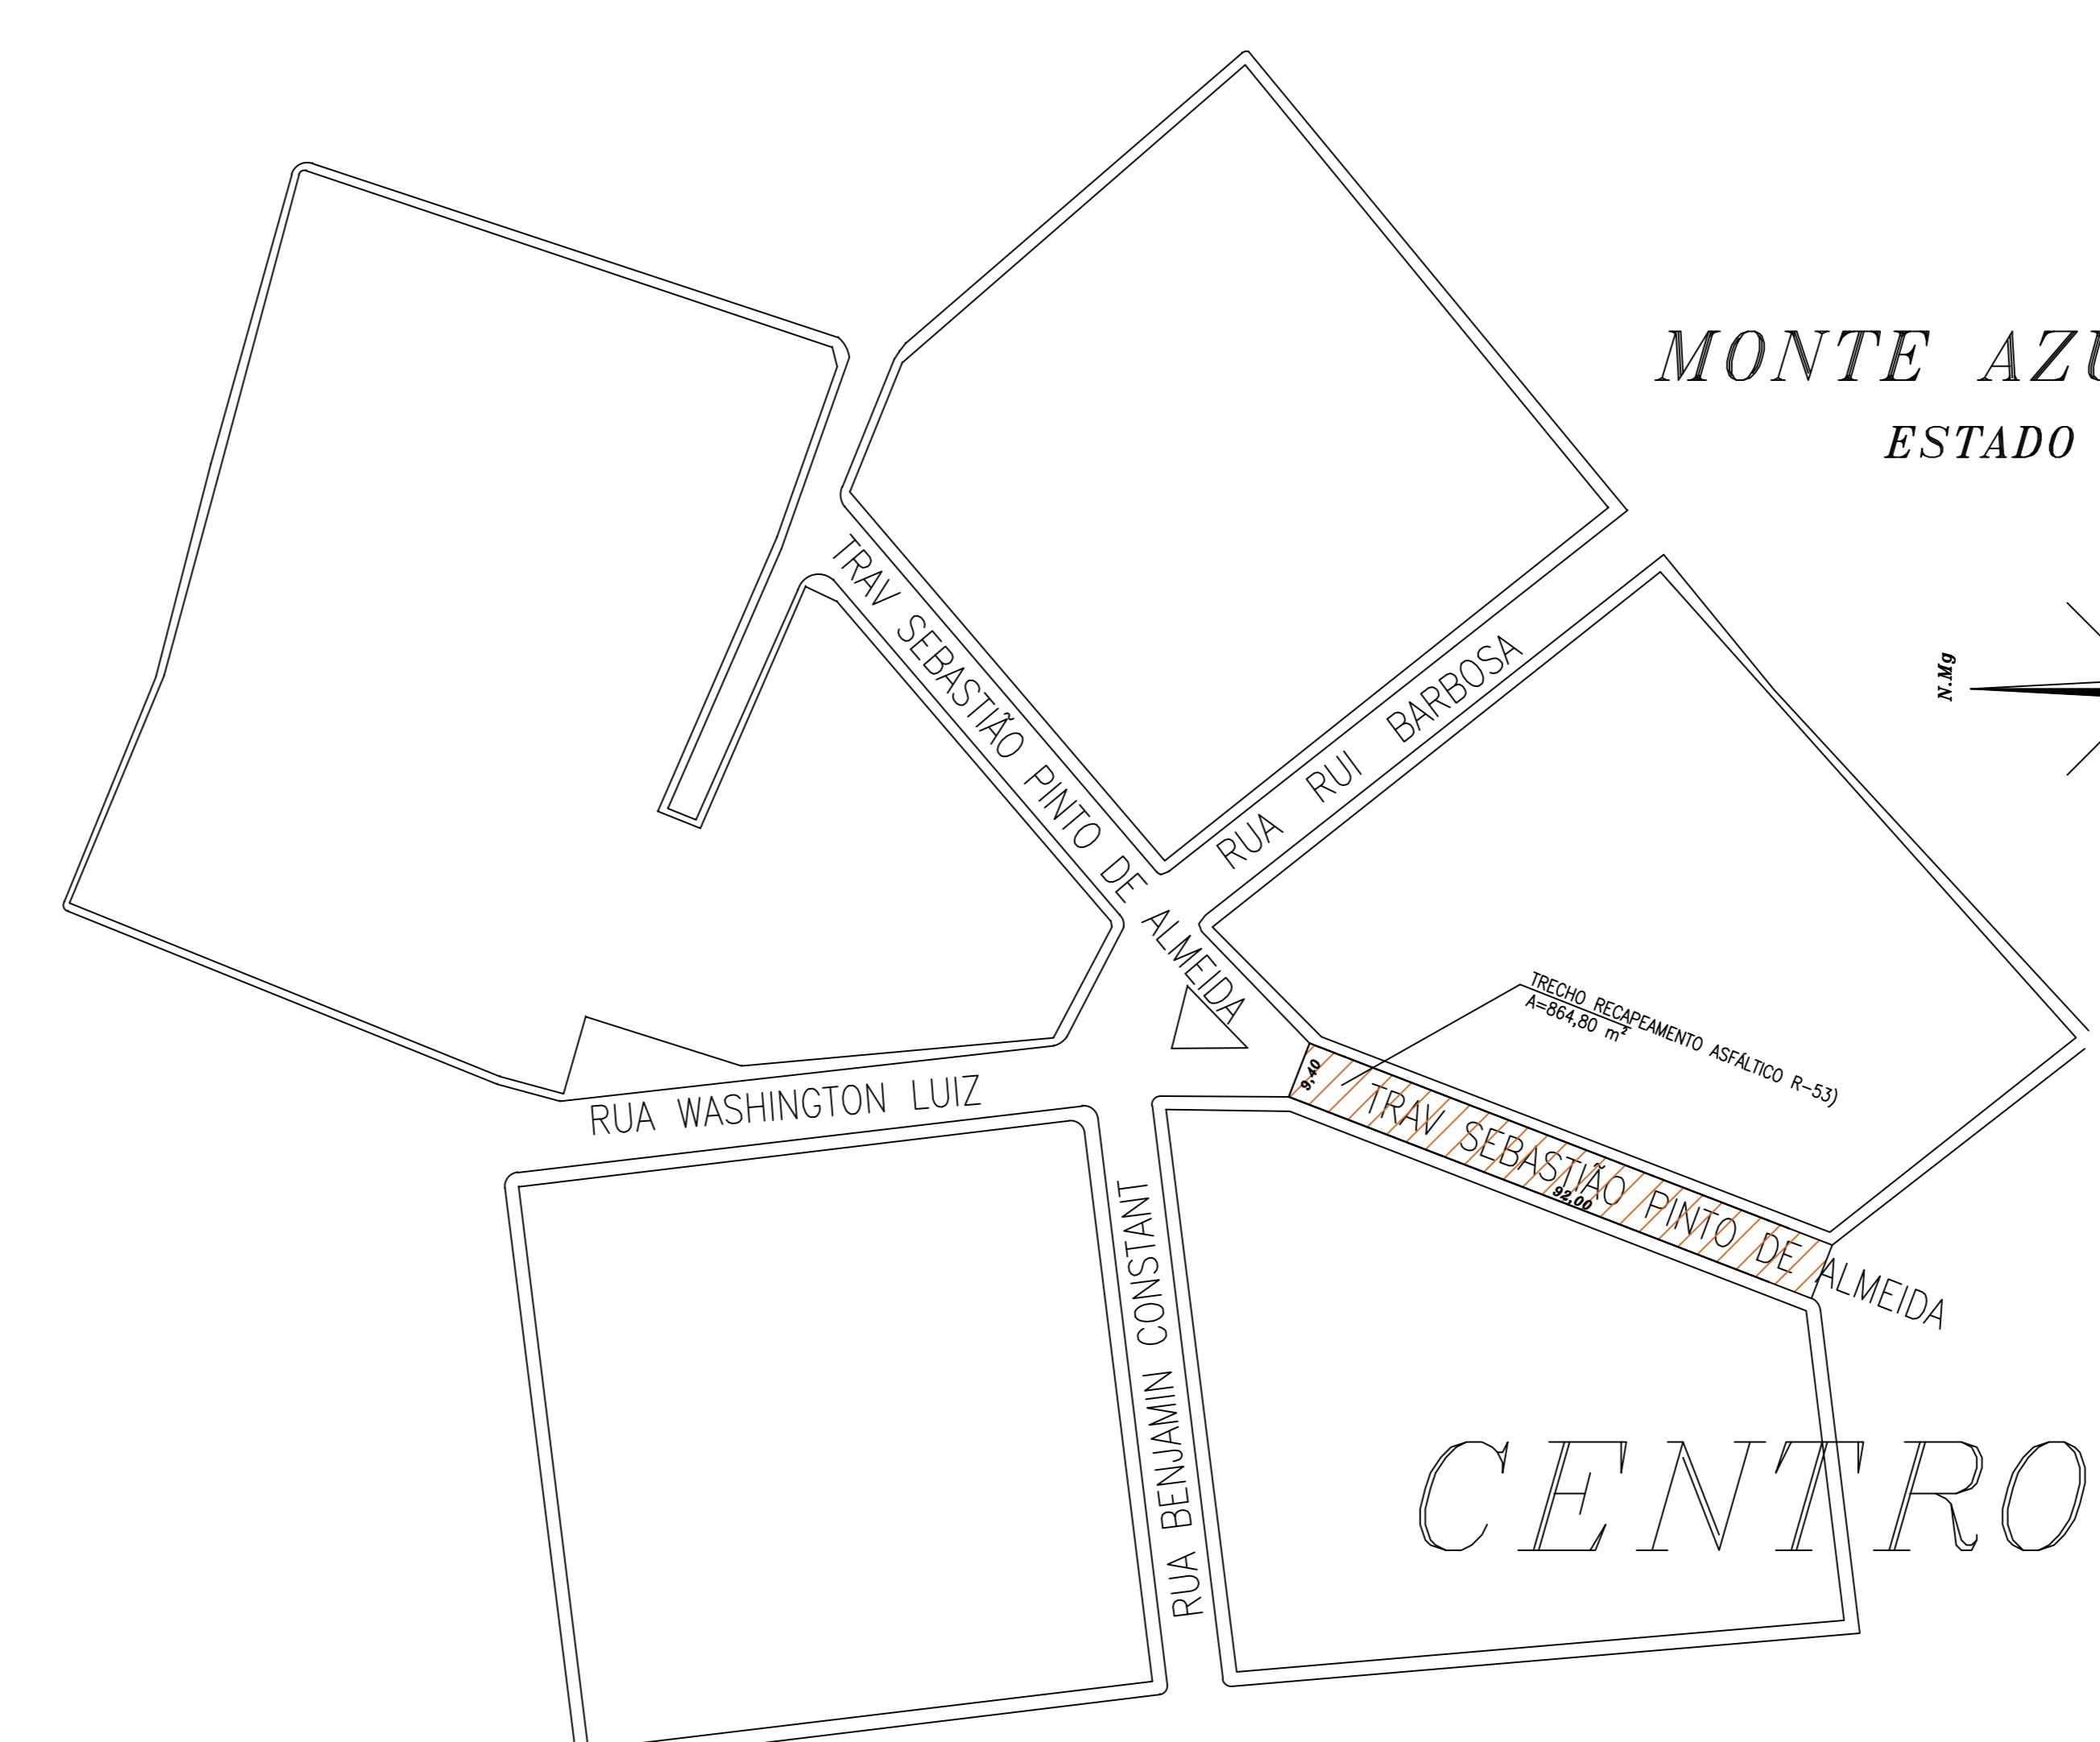 MONTE AZU
ESTADO
TRAV SEBASTIÃO PINTO DE ALMEIDA
RUA RUI BARBOSA
N.Mg
TRECHO RECAPEAMENTO ASFÁLTICO R-53)
A=864,80 m²
9,40
TRAV SEBASTIÃO PINTO DE ALMEIDA
92,00
RUA WASHINGTON LUIZ
RUA BENJAMIN CONSTANT
CENTRO